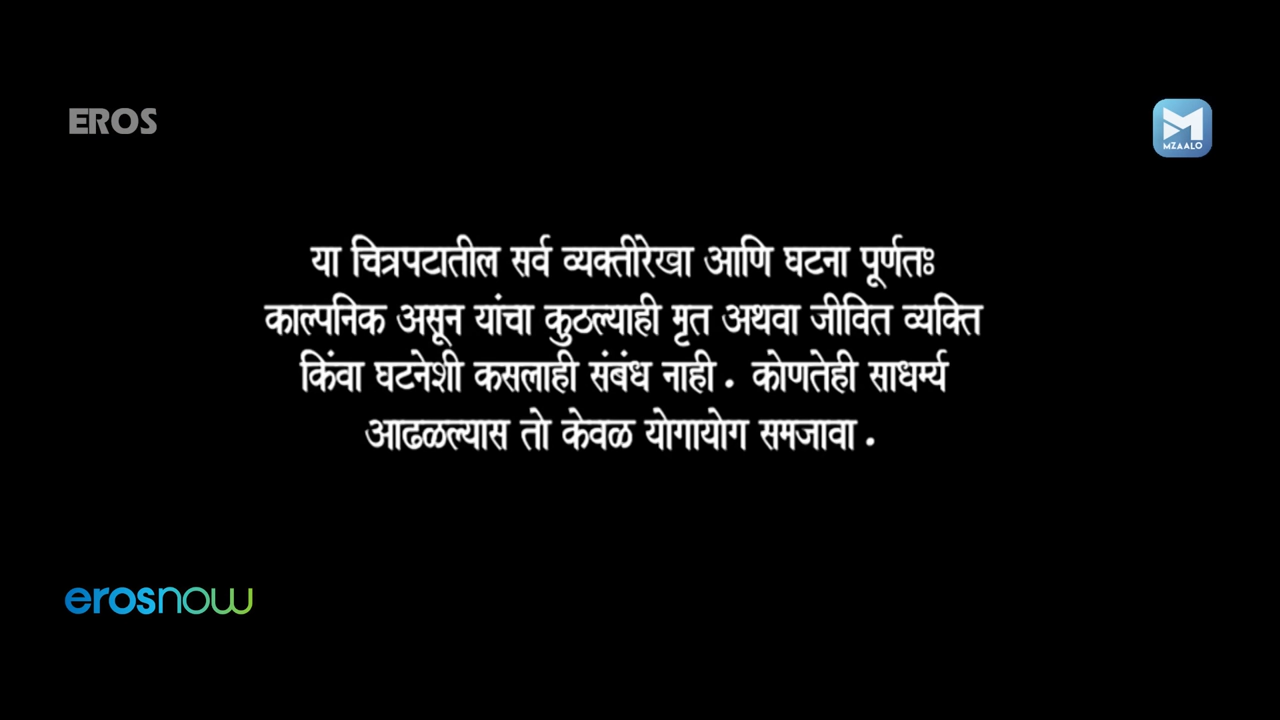 EROS
MZAALO
या चित्रपटातील सर्व व्यक्तीरेखा आणि घटना पूर्णतः
काल्पनिक असून यांचा कुठल्याही मृत अथवा जीवित व्यक्ति
किंवा घटनेशी कसलाही संबंध नाही. कोणतेही साधर्म्य
आढळल्यास तो केवळ योगायोग समजावा.
erosnow